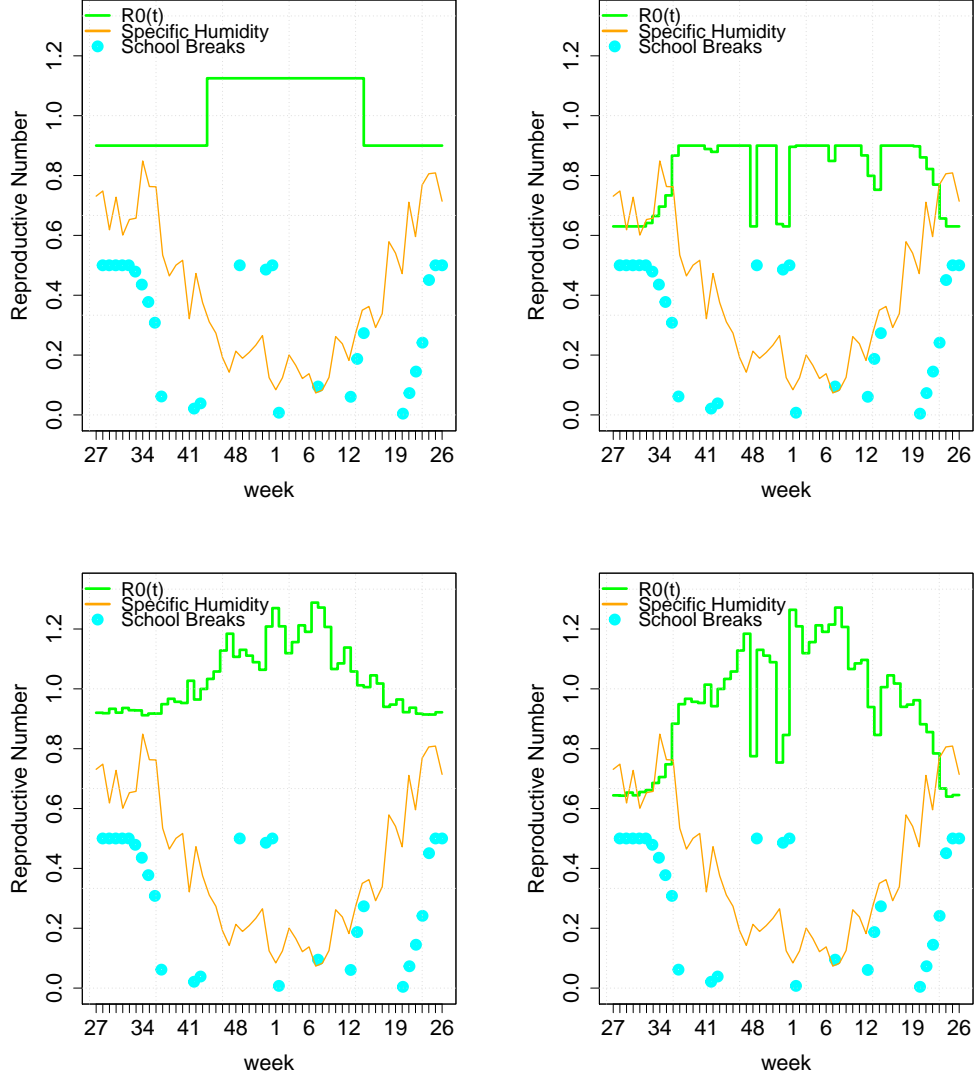 R0(t)
Specific Humidity
School Breaks
Reproductive Number
0.0 0.2 0.4 0.6 0.8 1.0 1.2
27 34 41 48 1 6 12 19 26
week
R0(t)
Specific Humidity
School Breaks
Reproductive Number
0.0 0.2 0.4 0.6 0.8 1.0 1.2
27 34 41 48 1 6 12 19 26
week
R0(t)
Specific Humidity
School Breaks
Reproductive Number
0.0 0.2 0.4 0.6 0.8 1.0 1.2
27 34 41 48 1 6 12 19 26
week
R0(t)
Specific Humidity
School Breaks
Reproductive Number
0.0 0.2 0.4 0.6 0.8 1.0 1.2
27 34 41 48 1 6 12 19 26
week